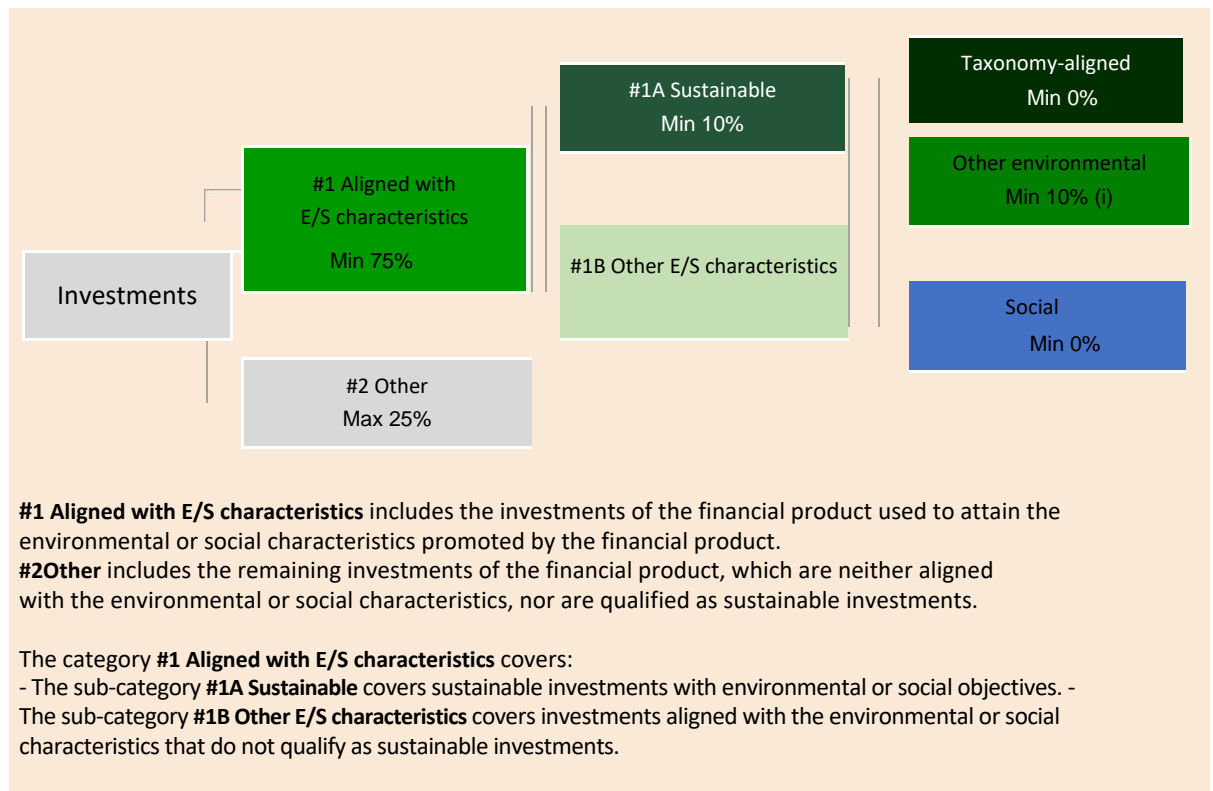 Investments
#1 Aligned with
E/S characteristics
Min 75%
#2 Other
Max 25%
#1A Sustainable
Min 10%
#1B Other E/S characteristics
Taxonomy-aligned
Min 0%
Other environmental
Min 10% (i)
Social
Min 0%
#1 Aligned with E/S characteristics includes the investments of the financial product used to attain the
environmental or social characteristics promoted by the financial product.
#2Other includes the remaining investments of the financial product, which are neither aligned
with the environmental or social characteristics, nor are qualified as sustainable investments.
The category #1 Aligned with E/S characteristics covers:
- The sub-category #1A Sustainable covers sustainable investments with environmental or social objectives. -
The sub-category #1B Other E/S characteristics covers investments aligned with the environmental or social
characteristics that do not qualify as sustainable investments.